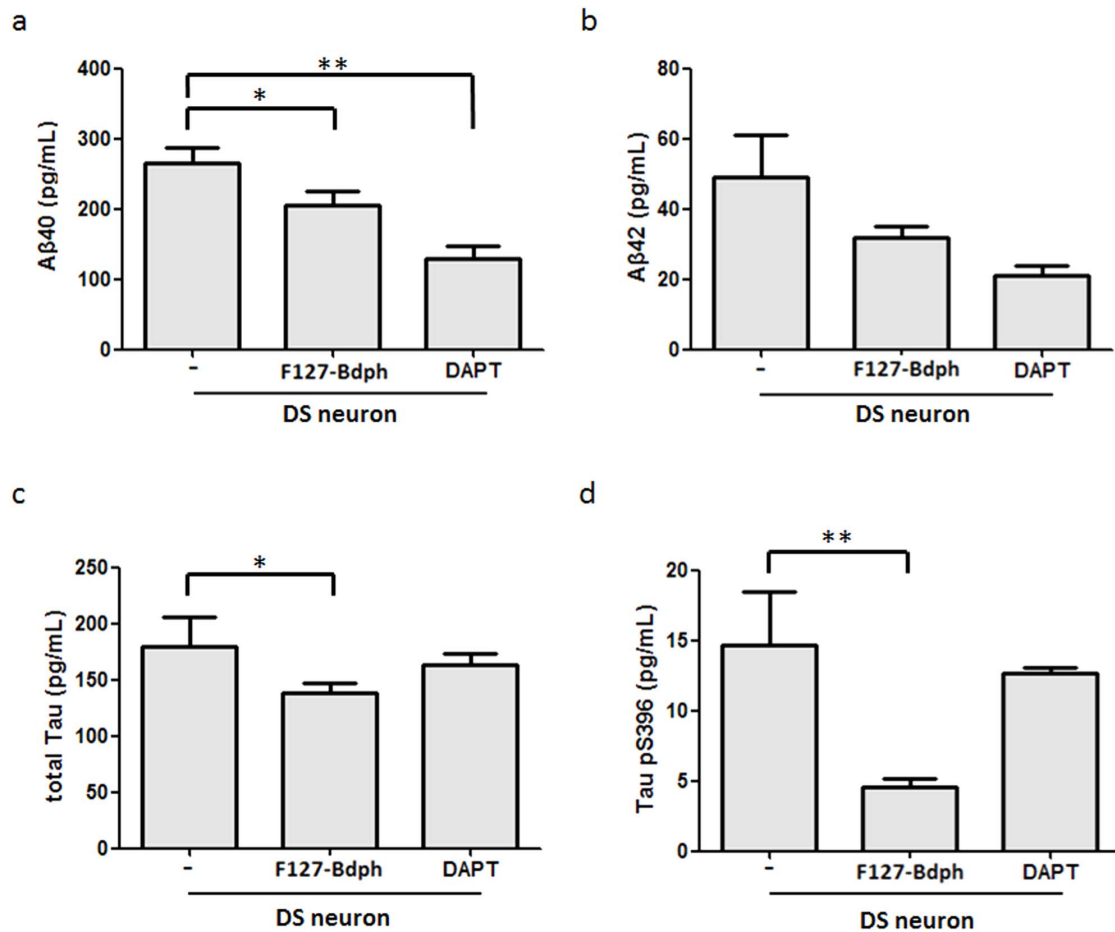 a
400
300
200
100
0
Aβ40 (pg/mL)
*
**
– F127-Bdph DAPT
DS neuron
b
80
60
40
20
0
Aβ42 (pg/mL)
– F127-Bdph DAPT
DS neuron
c
250
200
150
100
50
0
total Tau (pg/mL)
*
– F127-Bdph DAPT
DS neuron
d
20
15
10
5
0
Tau pS396 (pg/mL)
**
– F127-Bdph DAPT
DS neuron